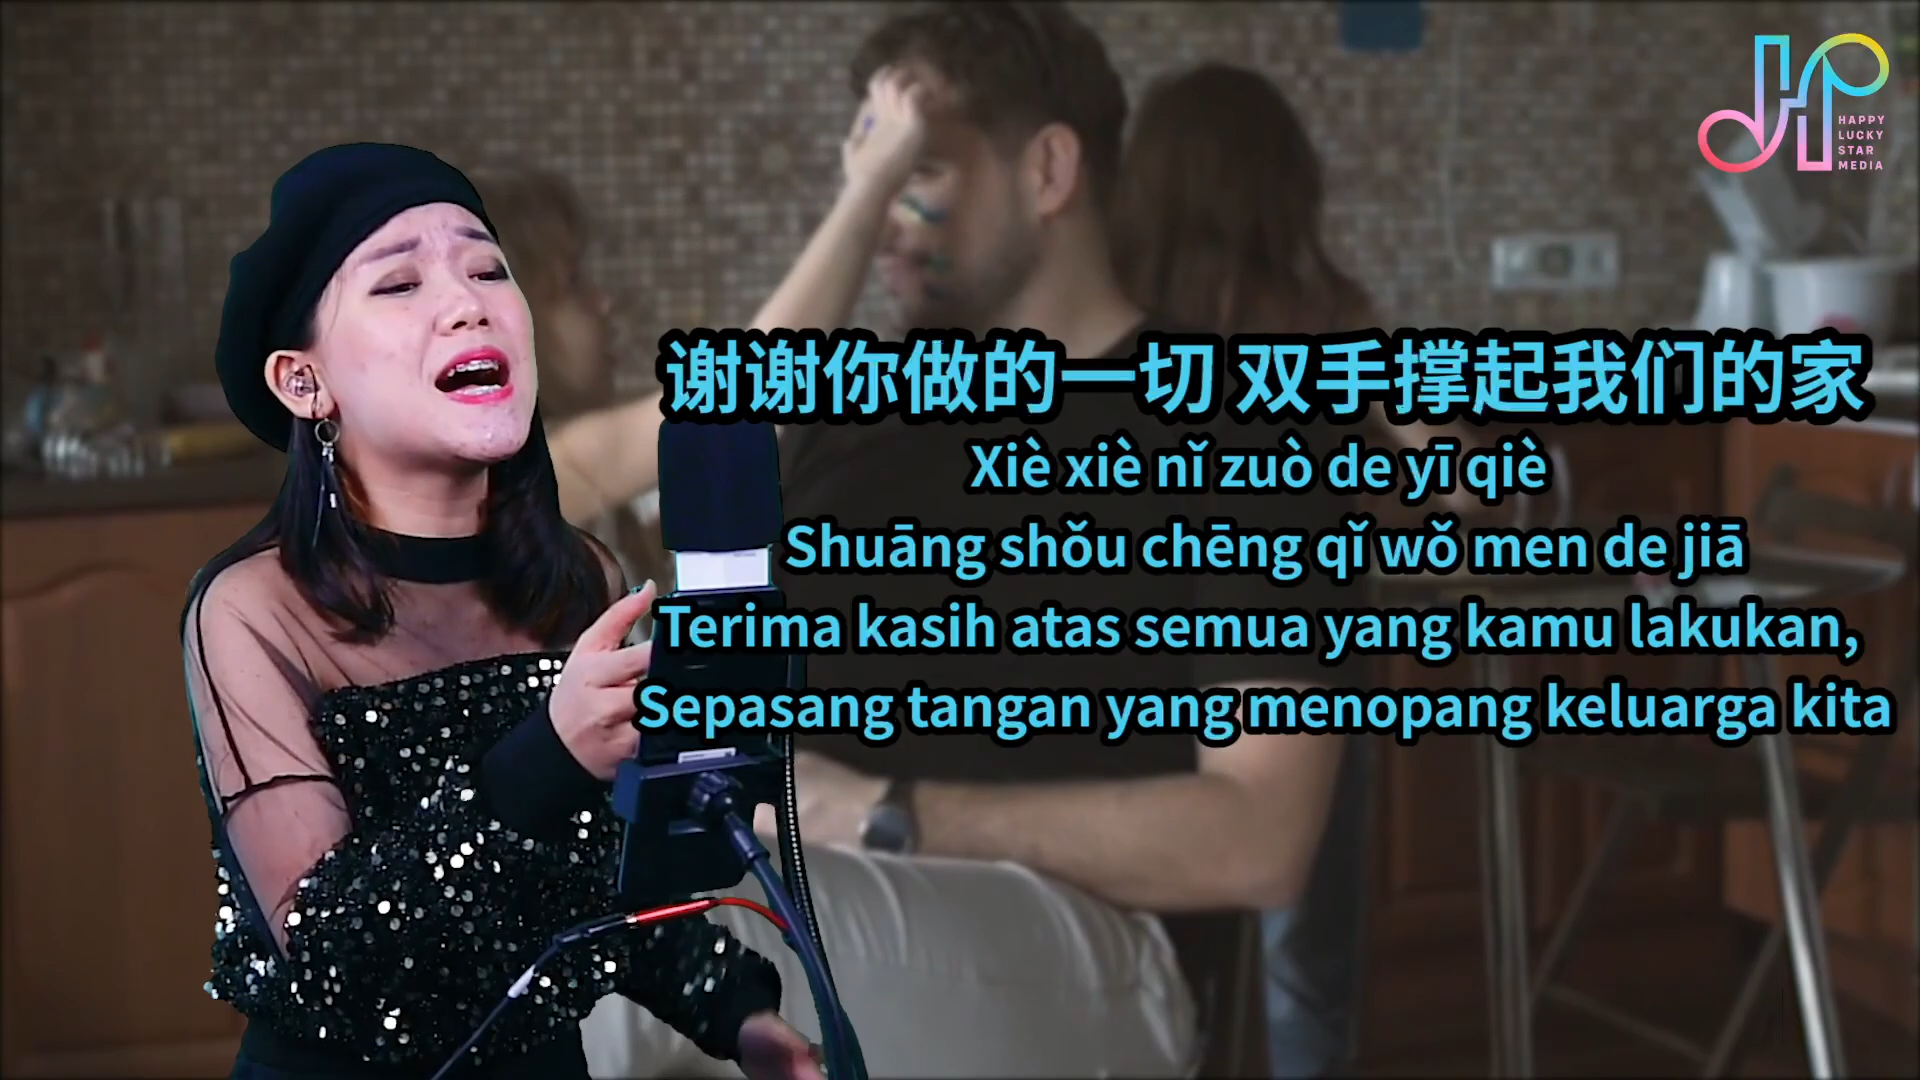 HAPPY
LUCKY
STAR
MEDIA
谢谢你做的一切 双手撑起我们的家
Xiè xiè nǐ zuò de yī qiè
Shuāng shǒu chēng qǐ wǒ men de jiā
Terima kasih atas semua yang kamu lakukan,
Sepasang tangan yang menopang keluarga kita